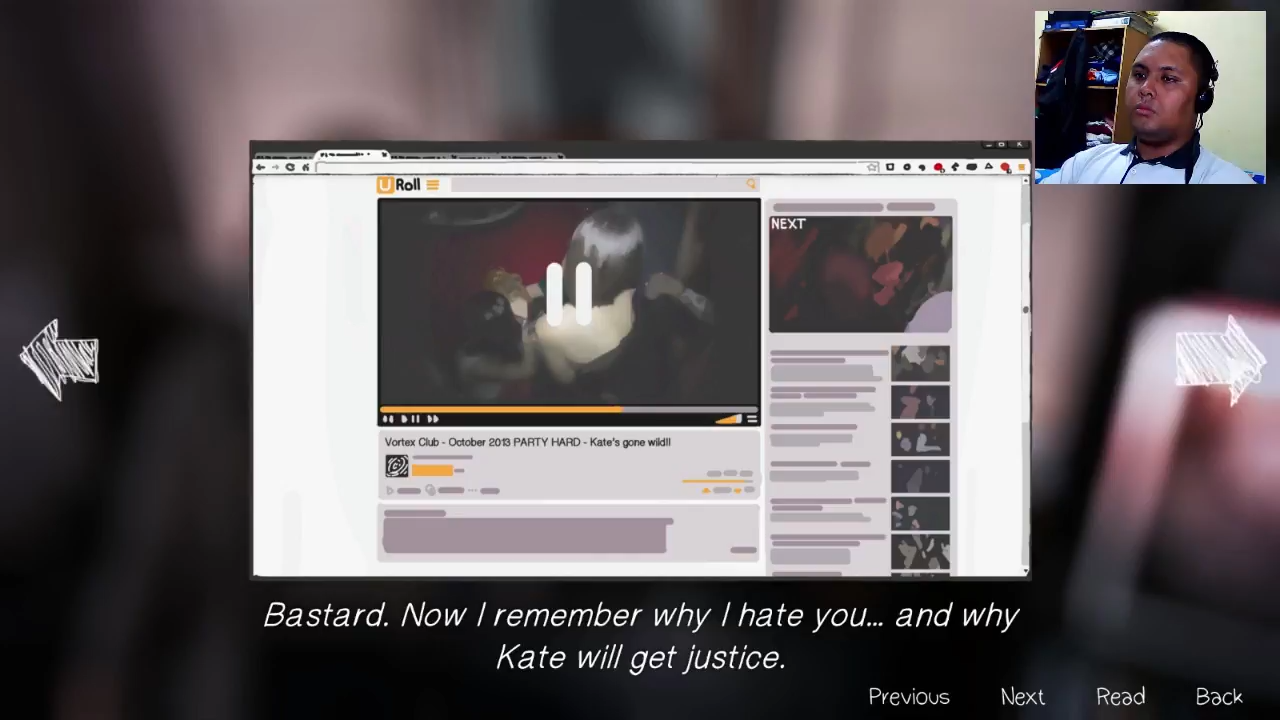 U Roll
NEXT
Vortex Club - October 2013 PARTY HARD - Kate's gone wild!!
Bastard. Now I remember why I hate you... and why
Kate will get justice.
Previous Next Read Back